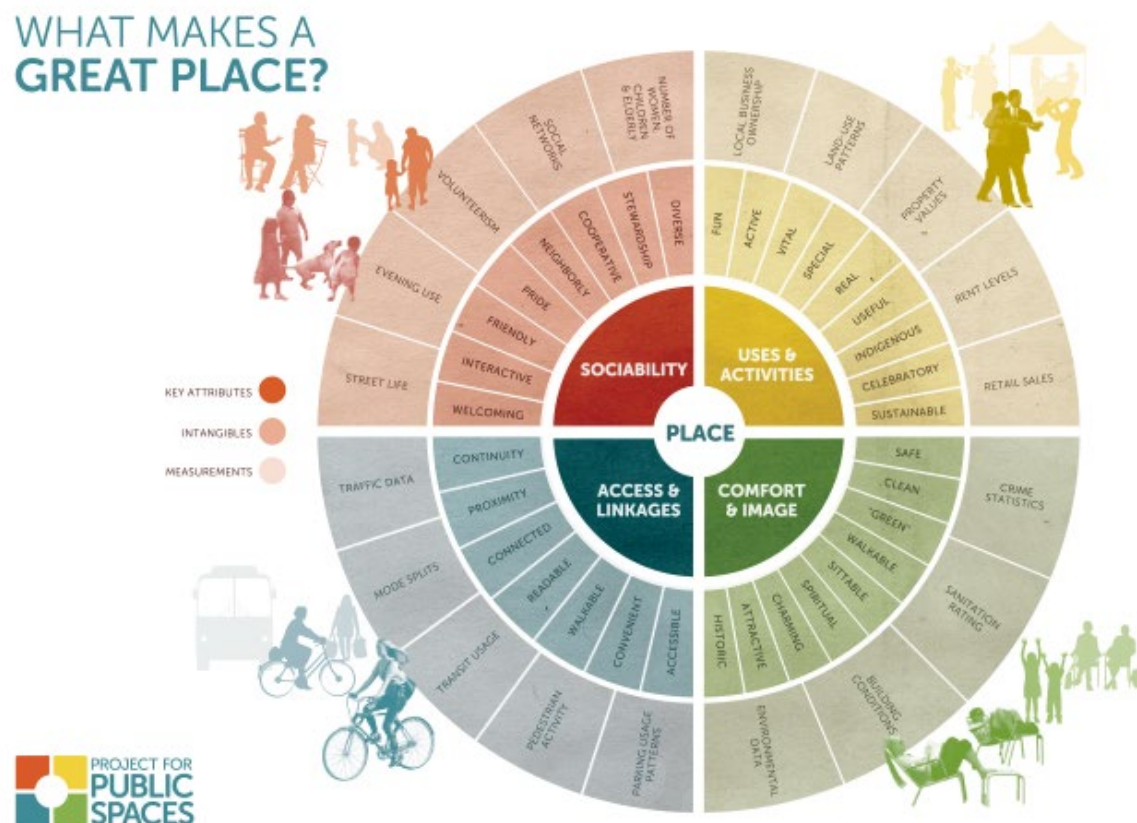 WHAT MAKES A
GREAT PLACE?
KEY ATTRIBUTES
INTANGIBLES
MEASUREMENTS
PLACE
SOCIABILITY
USES &
ACTIVITIES
ACCESS &
LINKAGES
COMFORT
& IMAGE
WELCOMING
INTERACTIVE
FRIENDLY
PRIDE
NEIGHBORLY
COOPERATIVE
STEWARDSHIP
DIVERSE
FUN
ACTIVE
VITAL
SPECIAL
REAL
USEFUL
INDIGENOUS
CELEBRATORY
SUSTAINABLE
SAFE
CLEAN
"GREEN"
WALKABLE
SITTABLE
SPIRITUAL
CHARMING
ATTRACTIVE
HISTORIC
ACCESSIBLE
CONVENIENT
WALKABLE
READABLE
CONNECTED
PROXIMITY
CONTINUITY
STREET LIFE
EVENING USE
VOLUNTEERISM
SOCIAL
NETWORKS
NUMBER OF
WOMEN,
CHILDREN
& ELDERLY
LOCAL BUSINESS
OWNERSHIP
LAND-USE
PATTERNS
PROPERTY
VALUES
RENT LEVELS
RETAIL SALES
CRIME
STATISTICS
SANITATION
RATING
BUILDING
CONDITIONS
ENVIRONMENTAL
DATA
PARKING USAGE
PATTERNS
PEDESTRIAN
ACTIVITY
TRANSIT USAGE
MODE SPLITS
TRAFFIC DATA
PROJECT FOR
PUBLIC
SPACES